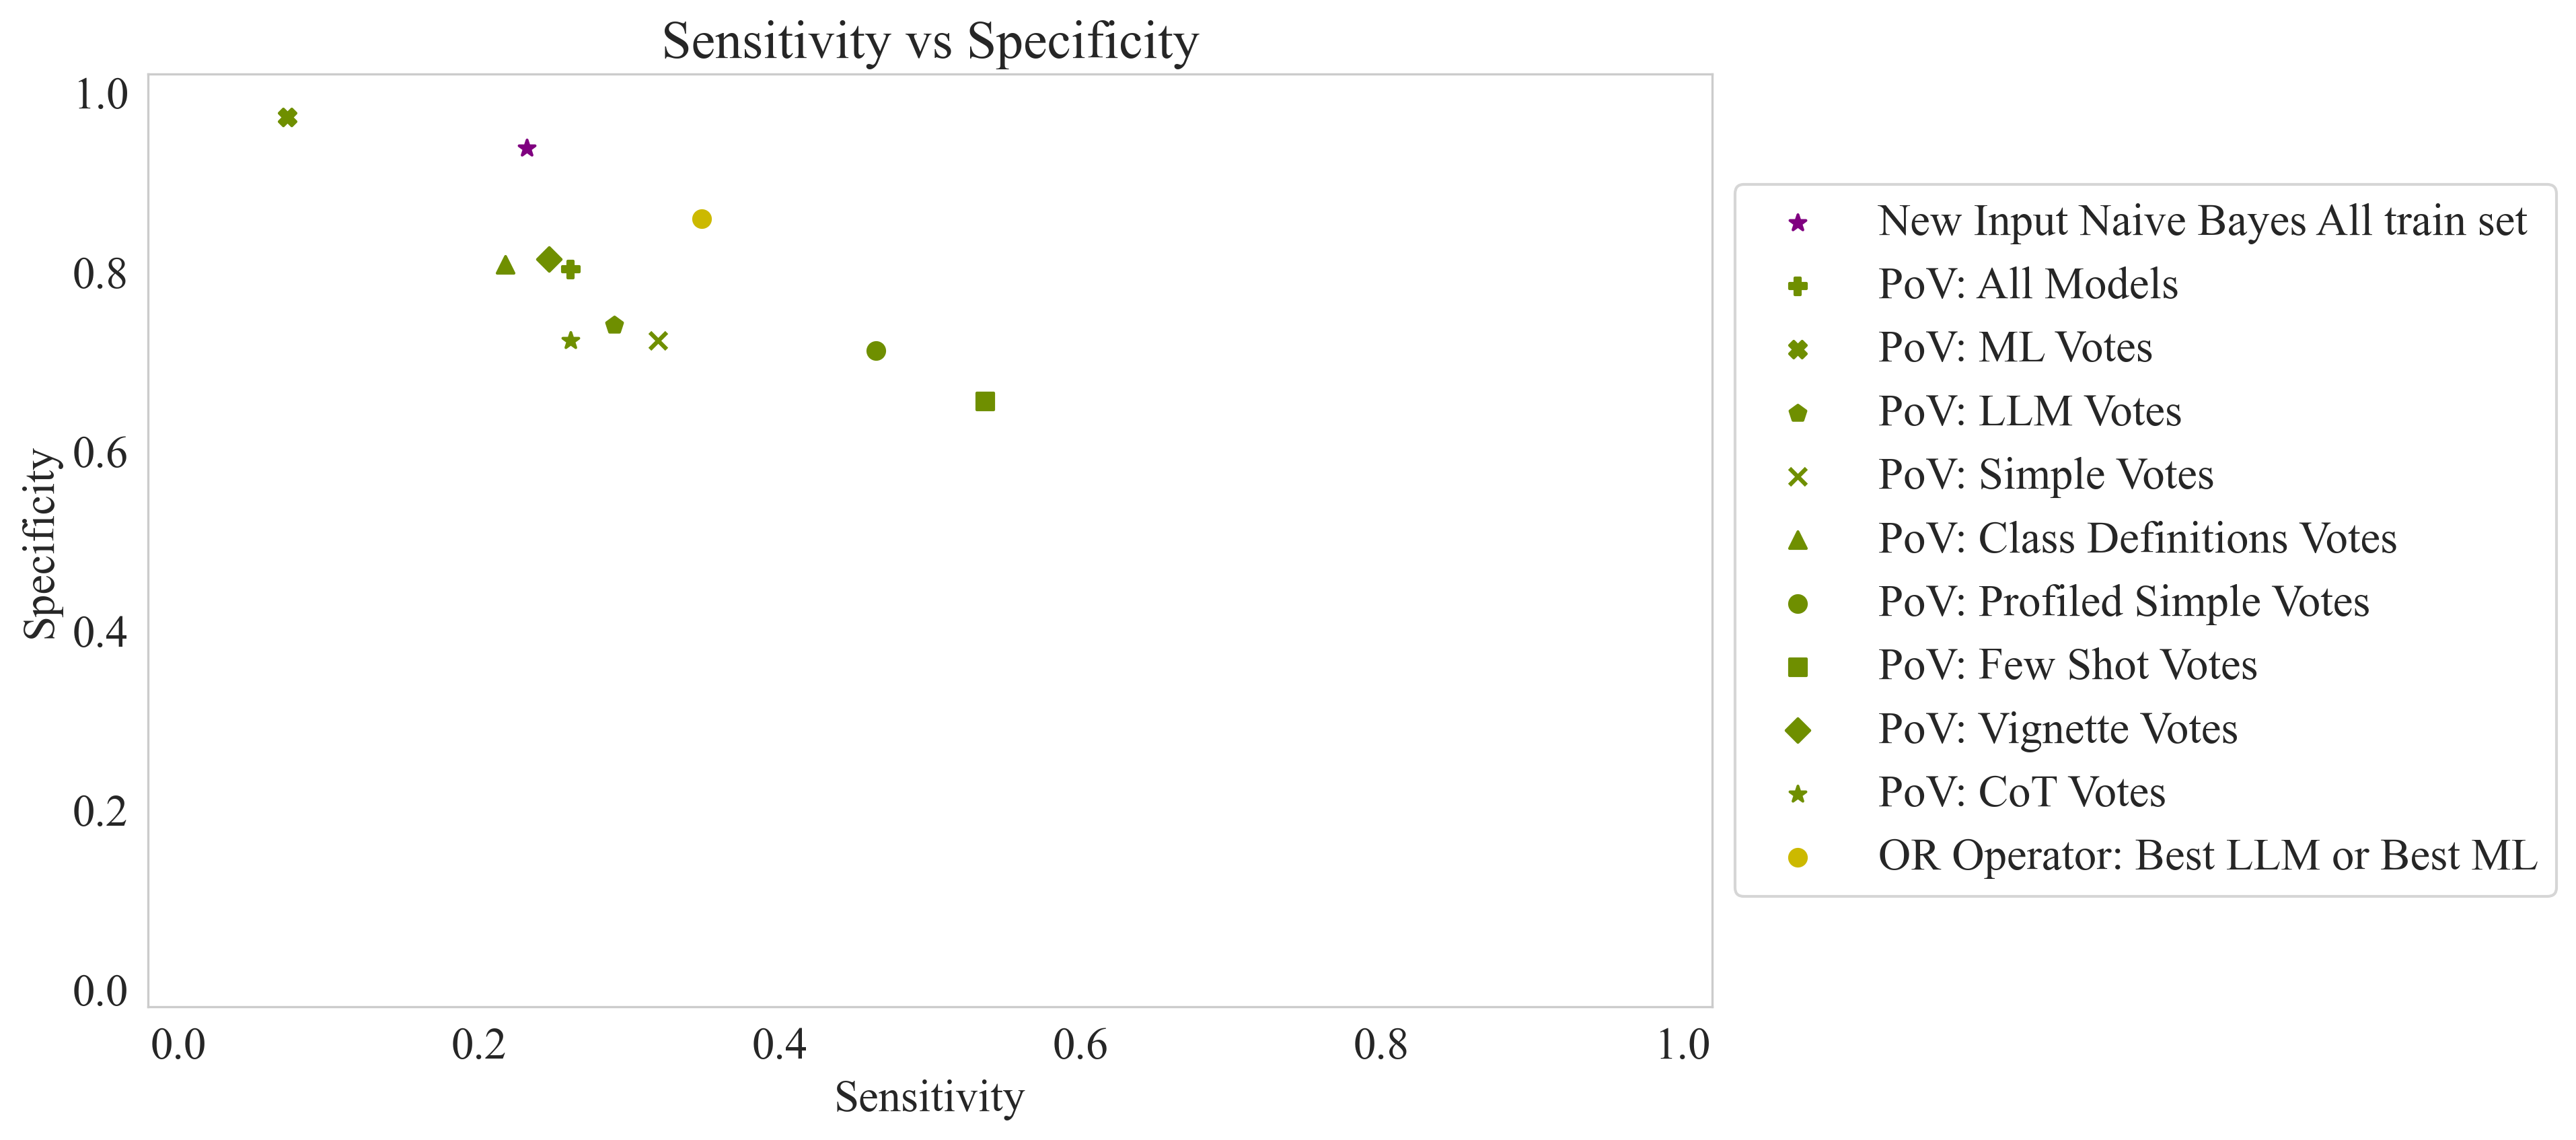 Sensitivity vs Specificity
1.0
0.8
0.6
0.4
0.2
0.0
Specificity
0.0 0.2 0.4 0.6 0.8 1.0
Sensitivity
New Input Naive Bayes All train set
PoV: All Models
PoV: ML Votes
PoV: LLM Votes
PoV: Simple Votes
PoV: Class Definitions Votes
PoV: Profiled Simple Votes
PoV: Few Shot Votes
PoV: Vignette Votes
PoV: CoT Votes
OR Operator: Best LLM or Best ML